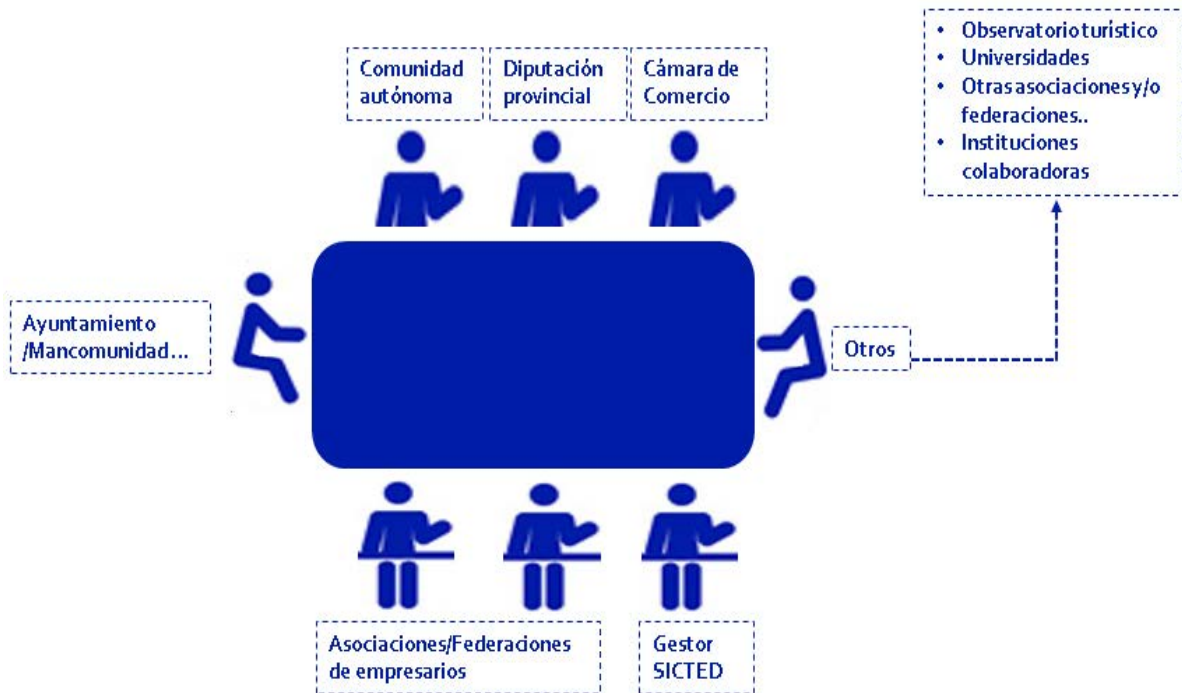 Comunidad
autónoma
Diputación
provincial
Cámara de
Comercio
• Observatorio turístico
• Universidades
• Otras asociaciones y/o
federaciones..
• Instituciones
colaboradoras
Ayuntamiento
/Mancomunidad...
Otros
Asociaciones/Federaciones
de empresarios
Gestor
SICTED